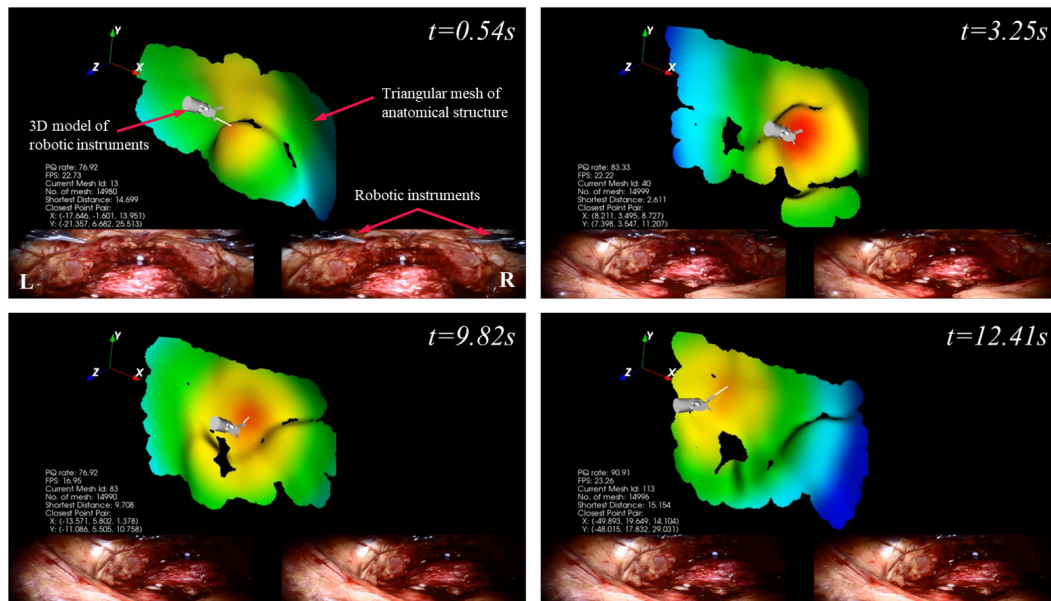 t=0.54s
Y
Z
X
3D model of
robotic instruments
Triangular mesh of
anatomical structure
PQ rate: 76.92
FPS: 22.73
Current Mesh Id: 13
No. of mesh: 14980
Shortest Distance: 14.699
Closest Point Pair:
X: (-17.646, -1.601, 13.951)
Y: (-21.357, 6.682, 25.513)
Robotic instruments
L
R
t=3.25s
Y
Z
X
PQ rate: 83.33
FPS: 22.22
Current Mesh Id: 40
No. of mesh: 14999
Shortest Distance: 2.611
Closest Point Pair:
X: (8.211, 3.495, 8.727)
Y: (7.398, 3.547, 11.207)
t=9.82s
Y
Z
X
PQ rate: 76.92
FPS: 16.95
Current Mesh Id: 83
No. of mesh: 14990
Shortest Distance: 9.708
Closest Point Pair:
X: (-13.571, 5.802, 1.378)
Y: (-11.086, 5.505, 10.758)
t=12.41s
Y
Z
X
PQ rate: 90.91
FPS: 23.26
Current Mesh Id: 113
No. of mesh: 14996
Shortest Distance: 15.154
Closest Point Pair:
X: (-49.893, 19.649, 14.104)
Y: (-48.015, 17.832, 29.031)